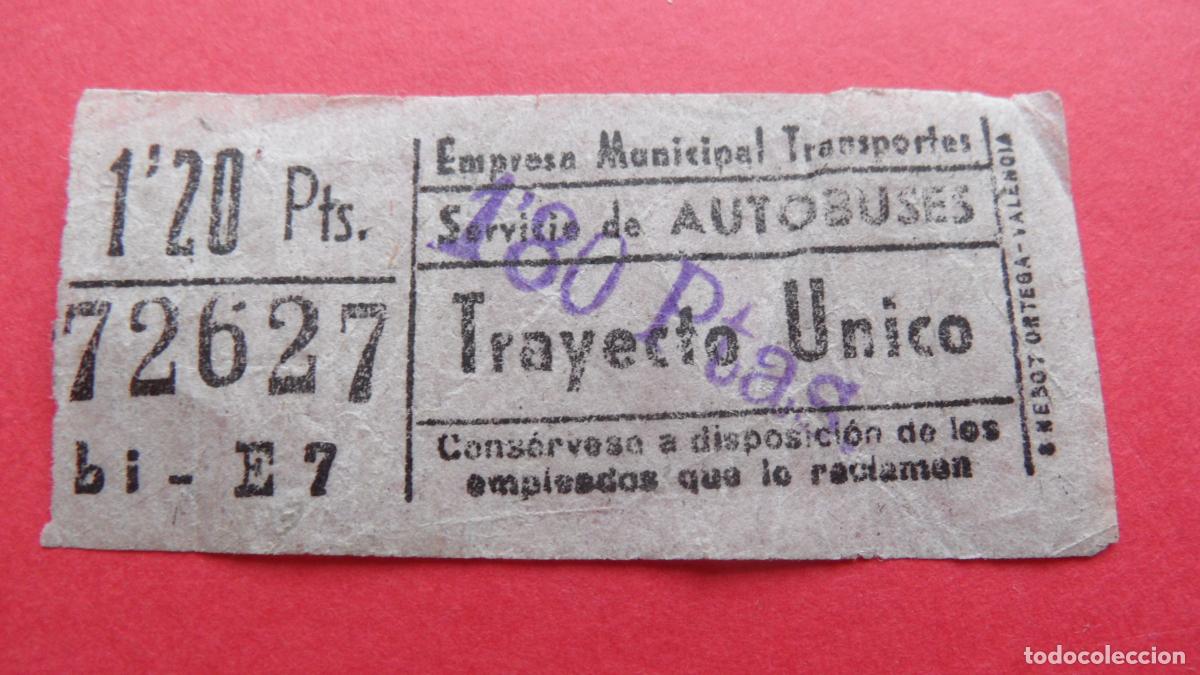 1'20 Pts.
72627
bi - E 7
Empresa Municipal Transportes
Servicio de AUTOBUSES
Trayecto Unico
1'80 Ptas.
Consérvese a disposición de los
empleados que lo reclamen
NEBOT ORTEGA-VALENCIA
todocoleccion